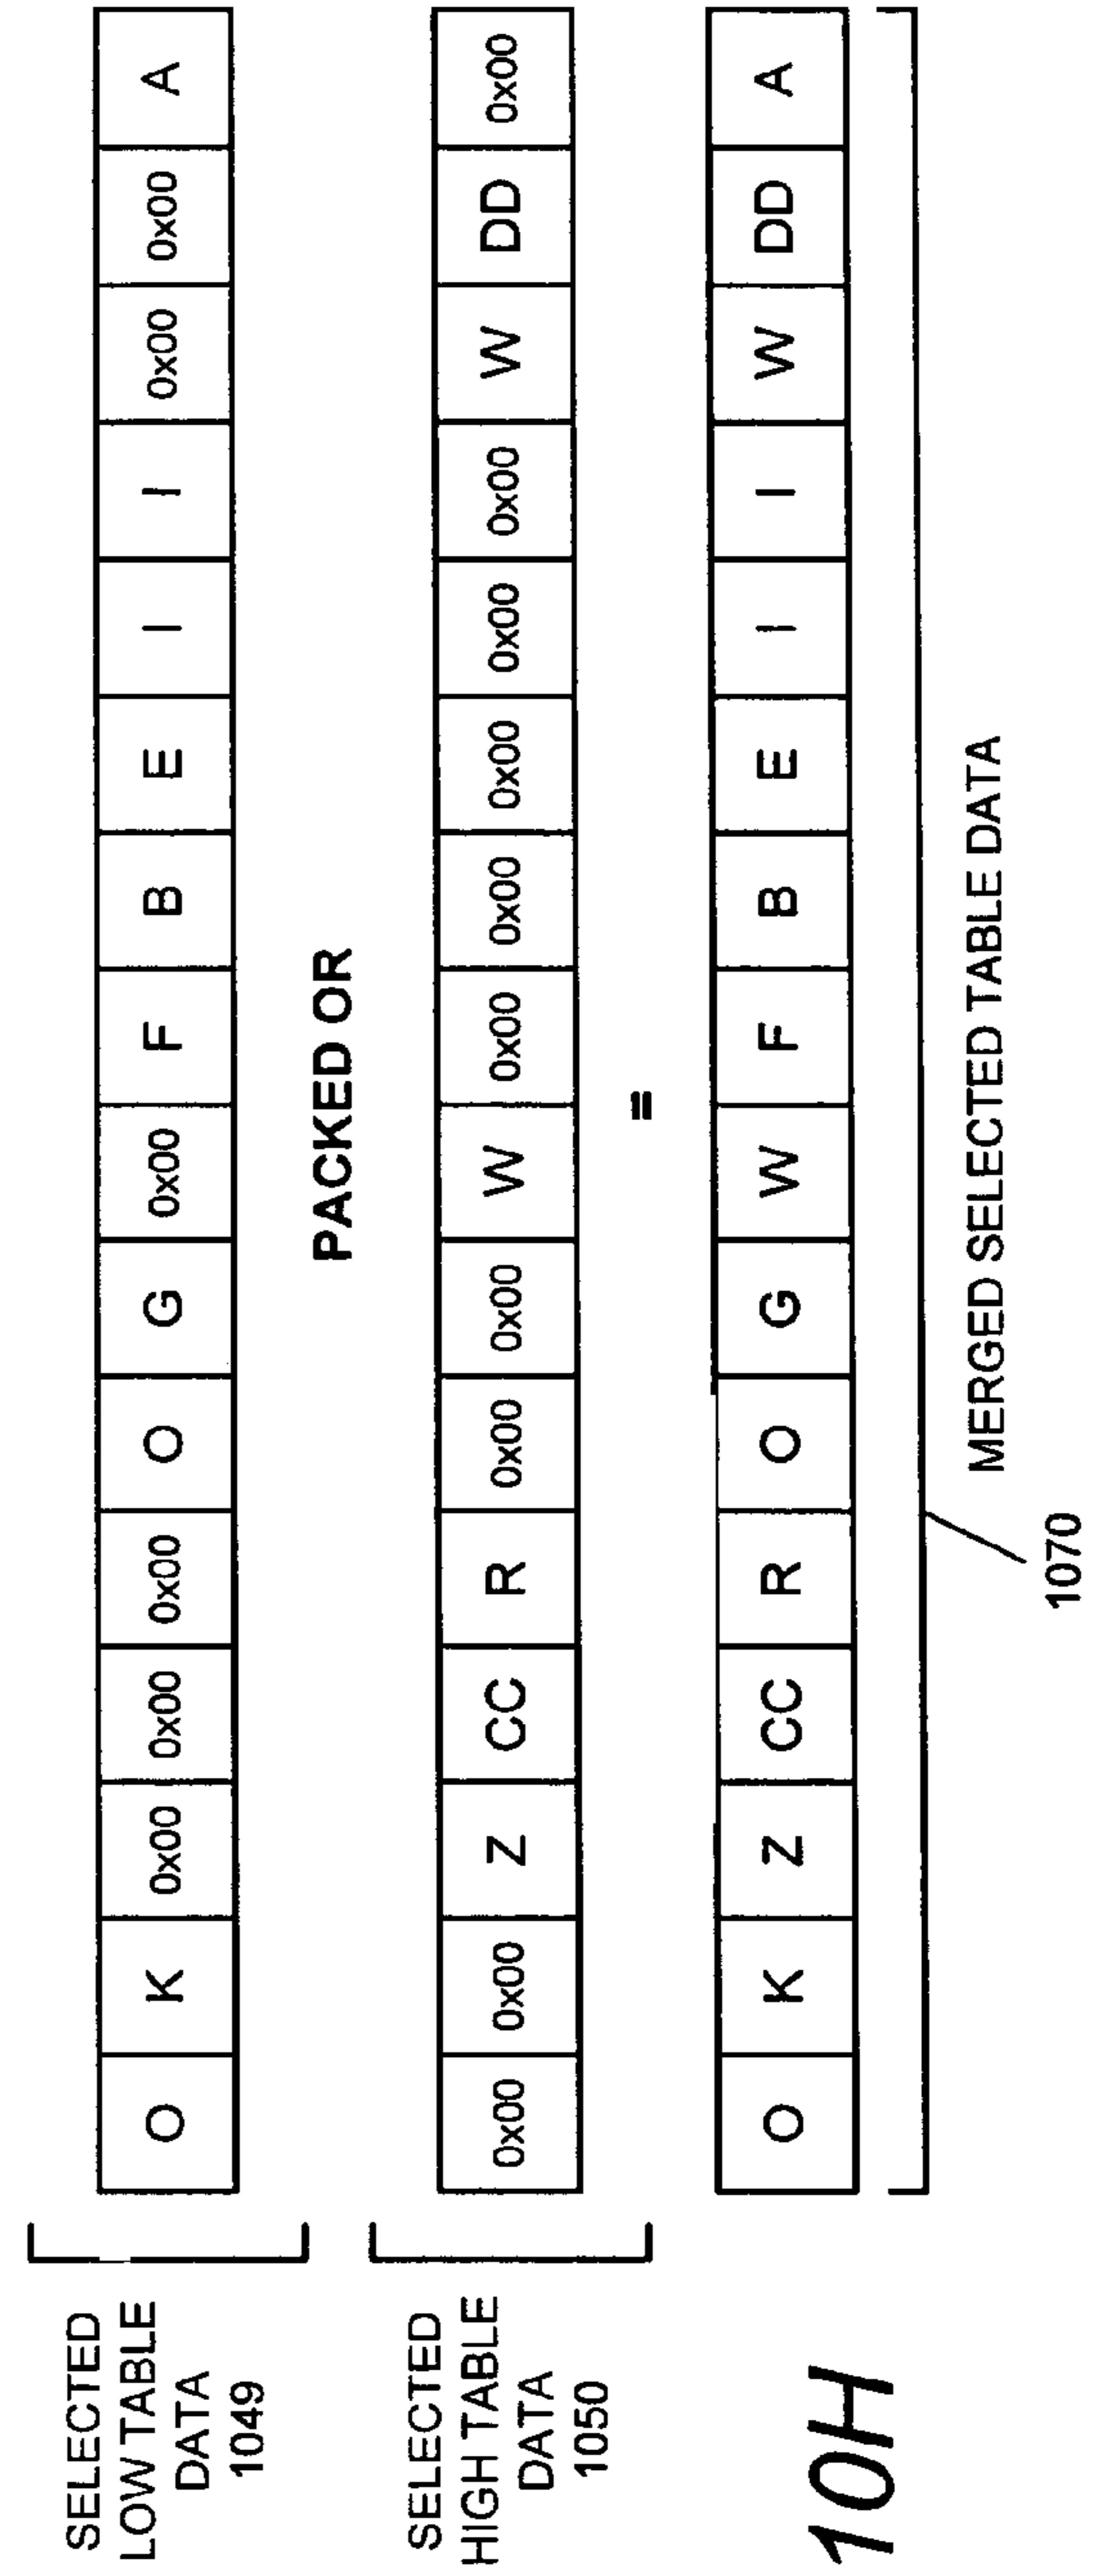 SELECTED
LOW TABLE
DATA
1049
O K 0x00 0x00 0x00 O G 0x00 F B E I I 0x00 0x00 A
PACKED OR
SELECTED
HIGH TABLE
DATA
1050
0x00 0x00 Z CC R 0x00 0x00 W 0x00 0x00 0x00 0x00 0x00 W DD 0x00
=
O K Z CC R O G W F B E I I W DD A
MERGED SELECTED TABLE DATA
1070
10H